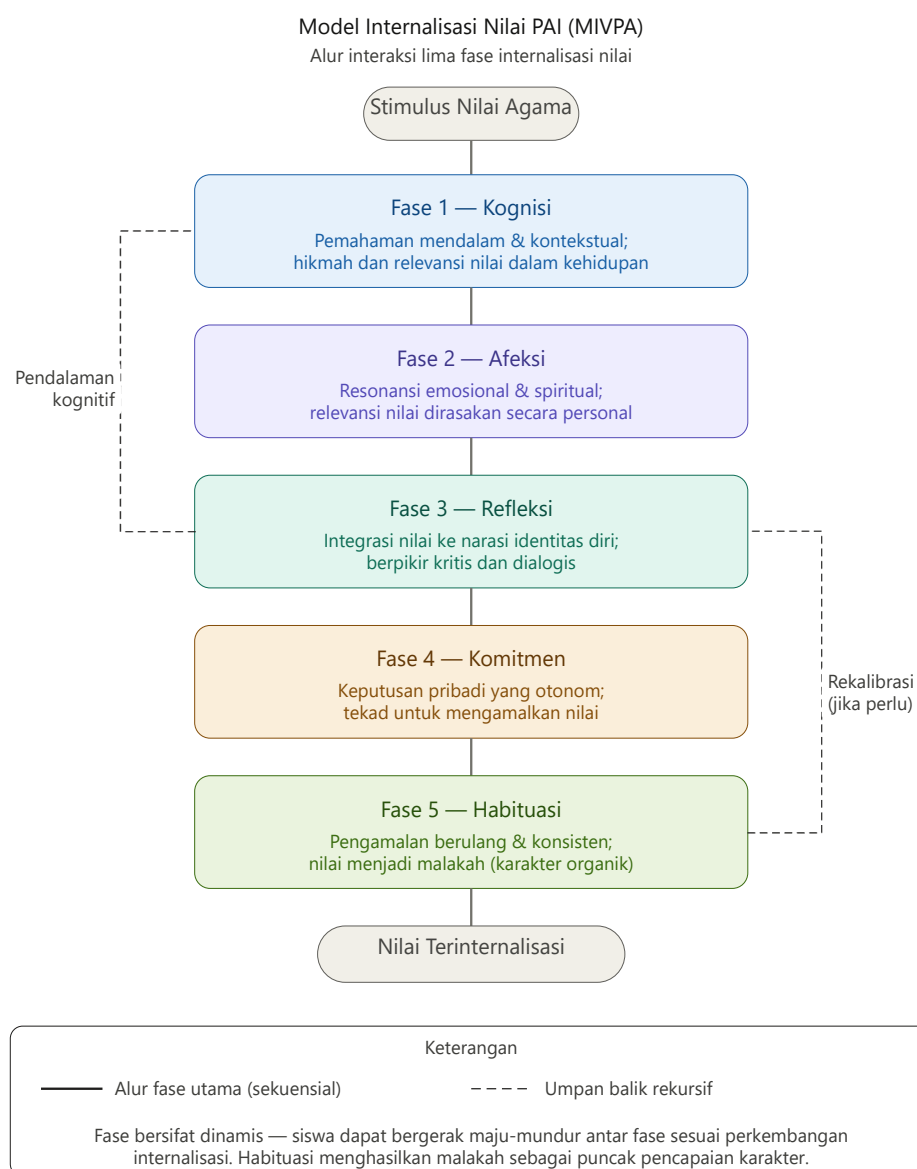 Model Internalisasi Nilai PAI (MIVPA)
Alur interaksi lima fase internalisasi nilai
Stimulus Nilai Agama
Fase 1 — Kognisi
Pemahaman mendalam & kontekstual;
hikmah dan relevansi nilai dalam kehidupan
Fase 2 — Afeksi
Resonansi emosional & spiritual;
relevansi nilai dirasakan secara personal
Pendalaman
kognitif
Fase 3 — Refleksi
Integrasi nilai ke narasi identitas diri;
berpikir kritis dan dialogis
Fase 4 — Komitmen
Keputusan pribadi yang otonom;
tekad untuk mengamalkan nilai
Rekalibrasi
(jika perlu)
Fase 5 — Habituasi
Pengamalan berulang & konsisten;
nilai menjadi malakah (karakter organik)
Nilai Terinternalisasi
Keterangan
Alur fase utama (sekuensial)
Umpan balik rekursif
Fase bersifat dinamis — siswa dapat bergerak maju-mundur antar fase sesuai perkembangan
internalisasi. Habituasi menghasilkan malakah sebagai puncak pencapaian karakter.